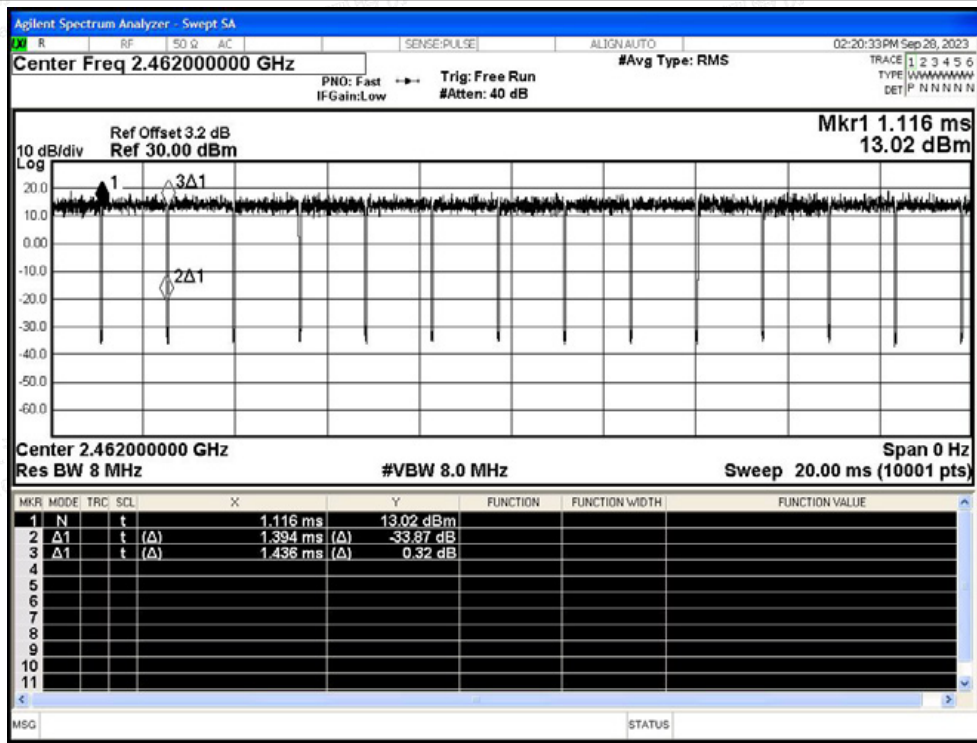 Agilent Spectrum Analyzer - Swept SA
R RF 50 Ω AC SENSE:PULSE ALIGNAUTO 02:20:33PM Sep 28, 2023
Center Freq 2.462000000 GHz
#Avg Type: RMS
TRACE 1 2 3 4 5 6
TYPE WWWWWW
DET P N N N N N
PNO: Fast
IFGain:Low
Trig: Free Run
#Atten: 40 dB
Mkr1 1.116 ms
13.02 dBm
Ref Offset 3.2 dB
10 dB/div Ref 30.00 dBm
Log
1 3Δ1
20.0
10.0
0.00
-10.0
2Δ1
-20.0
-30.0
-40.0
-50.0
-60.0
Center 2.462000000 GHz Span 0 Hz
Res BW 8 MHz #VBW 8.0 MHz Sweep 20.00 ms (10001 pts)
MKR MODE TRC SCL X Y FUNCTION FUNCTION WIDTH FUNCTION VALUE
1 N t 1.116 ms 13.02 dBm
2 Δ1 t (Δ) 1.394 ms (Δ) -33.87 dB
3 Δ1 t (Δ) 1.436 ms (Δ) 0.32 dB
4
5
6
7
8
9
10
11
MSG STATUS